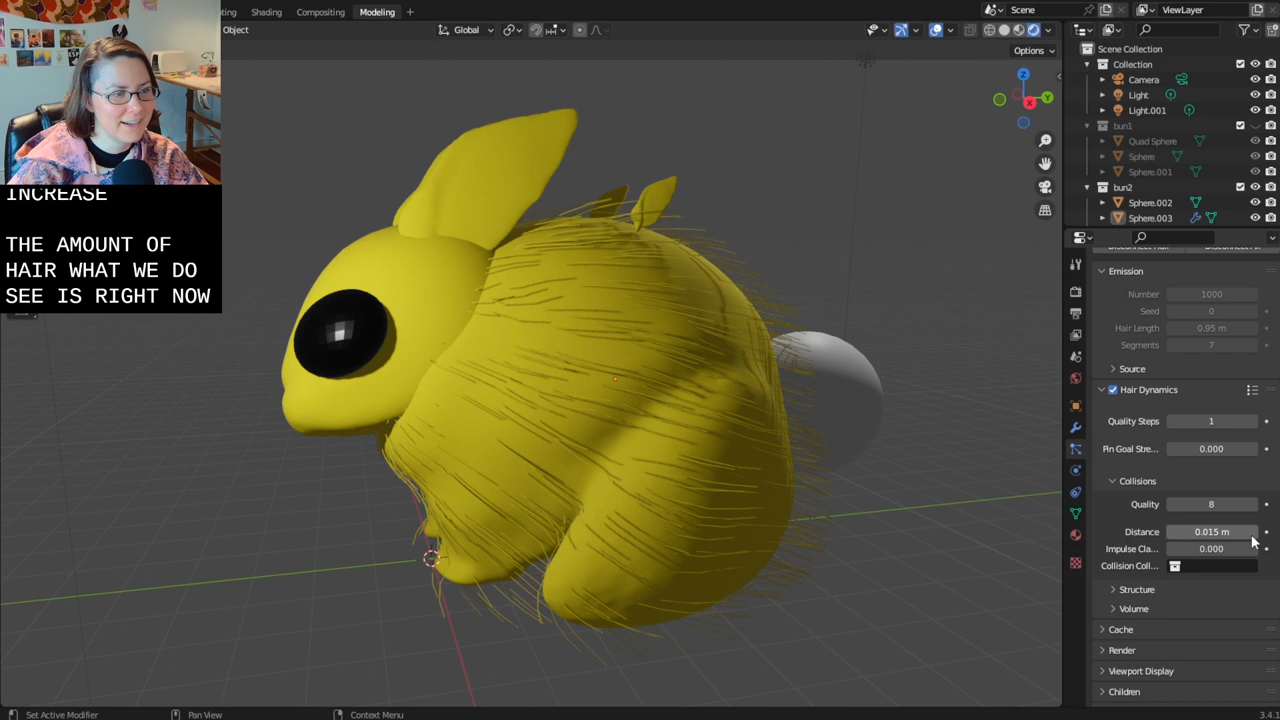 ting Shading Compositing Modeling +
Scene
ViewLayer
Object
Global
Options
Z
Y
X
INCREASE
THE AMOUNT OF
HAIR WHAT WE DO
SEE IS RIGHT NOW
Scene Collection
Collection
Camera
Light
Light.001
bun1
Quad Sphere
Sphere
Sphere.001
bun2
Sphere.002
Sphere.003
Emission
Number 1000
Seed 0
Hair Length 0.95 m
Segments 7
Source
Hair Dynamics
Quality Steps 1
Pin Goal Stre... 0.000
Collisions
Quality 8
Distance 0.015 m
Impulse Cla... 0.000
Collision Coll...
Structure
Volume
Cache
Render
Viewport Display
Children
Set Active Modifier Pan View Context Menu
3.4.1